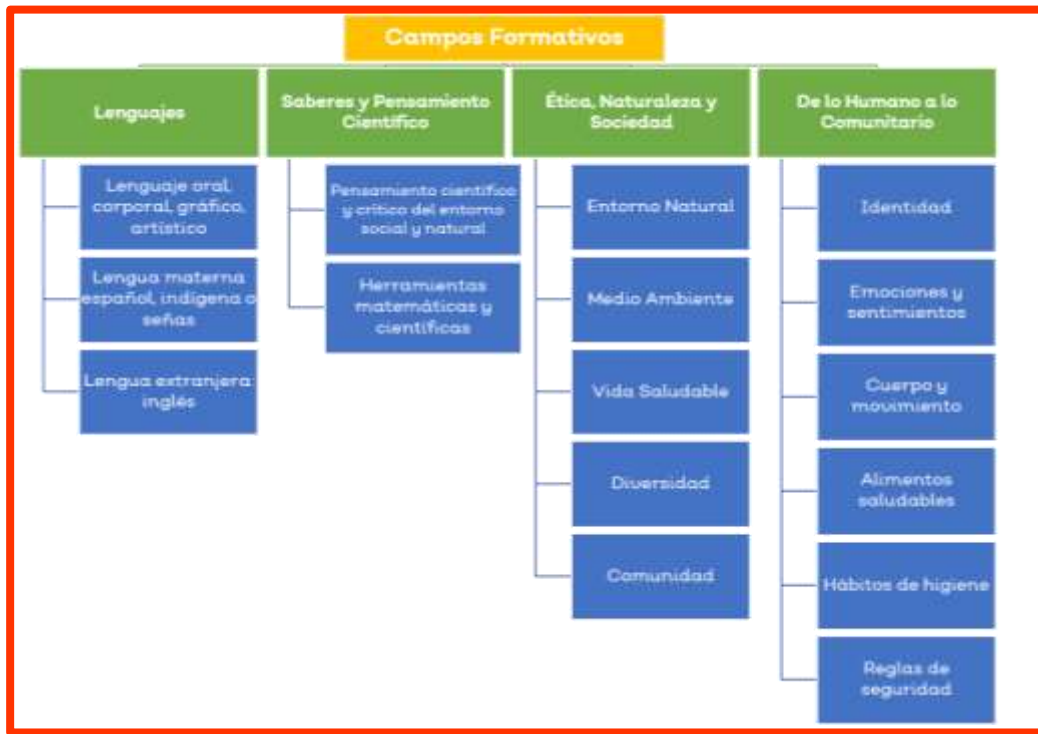 Campos Formativos
Lenguajes
Lenguaje oral,
corporal, gráfico,
artístico
Lengua materna
español, indígena o
señas
Lengua extranjera
inglés
Saberes y Pensamiento
Científico
Pensamiento científico
y crítico del entorno
social y natural
Herramientas
matemáticas y
científicas
Ética, Naturaleza y
Sociedad
Entorno Natural
Medio Ambiente
Vida Saludable
Diversidad
Comunidad
De lo Humano a lo
Comunitario
Identidad
Emociones y
sentimientos
Cuerpo y
movimiento
Alimentos
saludables
Hábitos de higiene
Reglas de
seguridad